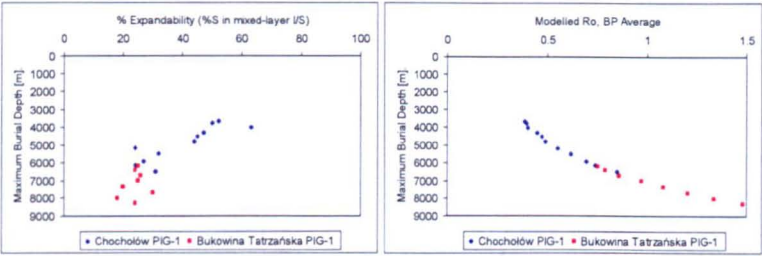 % Expandability (%S in mixed-layer I/S)
0 20 40 60 80 100
Maximum Burial Depth [m].
0
1000
2000
3000
4000
5000
6000
7000
8000
9000
Chochołów PIG-1 Bukowina Tatrzańska PIG-1
Modelled Ro, BP Average
0 0.5 1 1.5
Maximum Burial Depth [m].
0
1000
2000
3000
4000
5000
6000
7000
8000
9000
Chochołów PIG-1 Bukowina Tatrzańska PIG-1